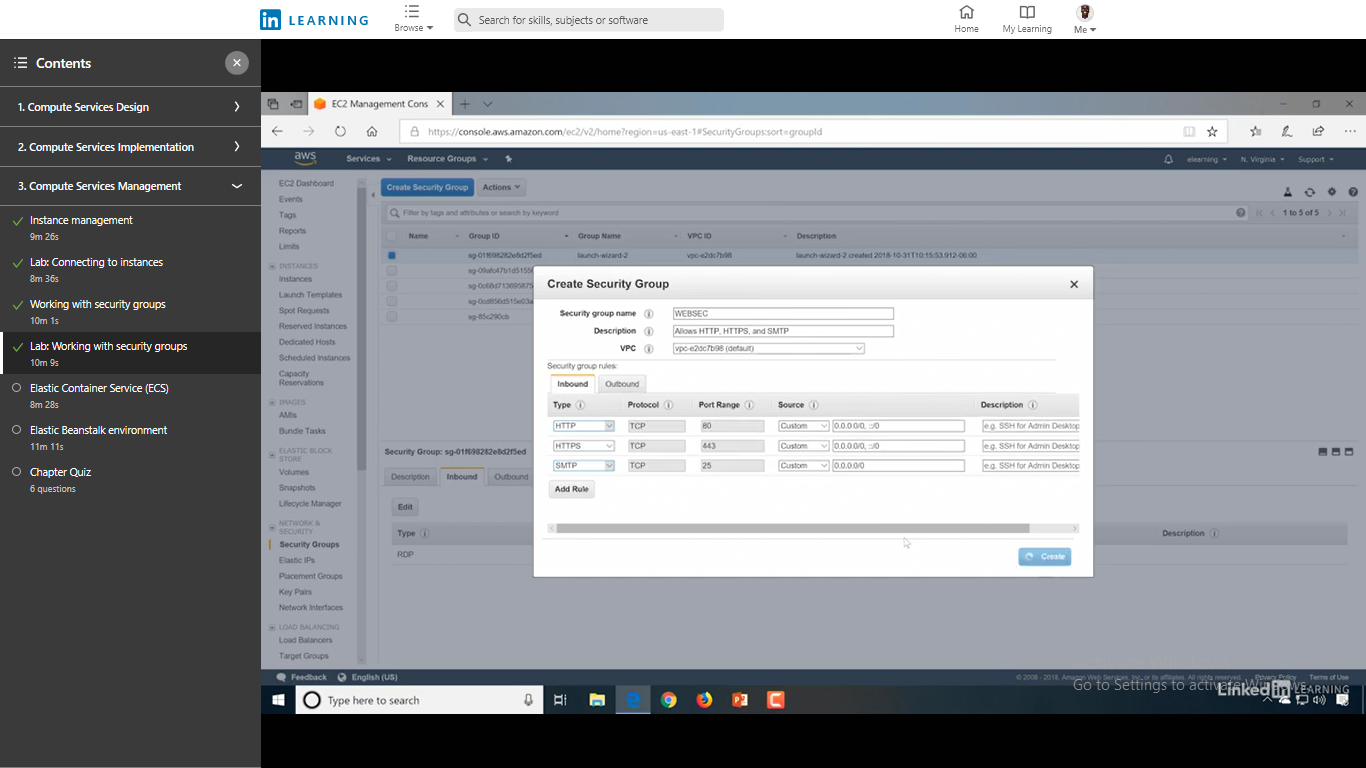 in LEARNING
Browse
Search for skills, subjects or software
Home
My Learning
Me
Contents
1. Compute Services Design
2. Compute Services Implementation
3. Compute Services Management
Instance management
9m 26s
Lab: Connecting to instances
8m 36s
Working with security groups
10m 1s
Lab: Working with security groups
10m 9s
Elastic Container Service (ECS)
8m 28s
Elastic Beanstalk environment
11m 11s
Chapter Quiz
6 questions
EC2 Management Cons
https://console.aws.amazon.com/ec2/v2/home?region=us-east-1#SecurityGroups:sort=groupId
aws Services Resource Groups elearning N. Virginia Support
EC2 Dashboard
Events
Tags
Reports
Limits
INSTANCES
Instances
Launch Templates
Spot Requests
Reserved Instances
Dedicated Hosts
Scheduled Instances
Capacity
Reservations
IMAGES
AMIs
Bundle Tasks
ELASTIC BLOCK
STORE
Volumes
Snapshots
Lifecycle Manager
NETWORK &
SECURITY
Security Groups
Elastic IPs
Placement Groups
Key Pairs
Network Interfaces
LOAD BALANCING
Load Balancers
Target Groups
Create Security Group Actions
Filter by tags and attributes or search by keyword
1 to 5 of 5
Name Group ID Group Name VPC ID Description
sg-01f698282e8d2f5ed launch-wizard-2 vpc-e2dc7b98 launch-wizard-2 created 2018-10-31T10:15:53.912-06:00
sg-85c290cb
Create Security Group
Security group name WEBSEC
Description Allows HTTP, HTTPS, and SMTP
VPC vpc-e2dc7b98 (default)
Security group rules:
Inbound Outbound
Type Protocol Port Range Source Description
HTTP TCP 80 Custom 0.0.0.0/0, ::/0 e.g. SSH for Admin Desktop
HTTPS TCP 443 Custom 0.0.0.0/0, ::/0 e.g. SSH for Admin Desktop
SMTP TCP 25 Custom 0.0.0.0/0 e.g. SSH for Admin Desktop
Add Rule
Create
Security Group: sg-01f698282e8d2f5ed
Description Inbound Outbound
Edit
Type Description
RDP
Feedback English (US)
© 2008 - 2018, Amazon Web Services, Inc. or its affiliates. All rights reserved. Privacy Policy Terms of Use
Go to Settings to activate Windows.
Linked in LEARNING
Type here to search